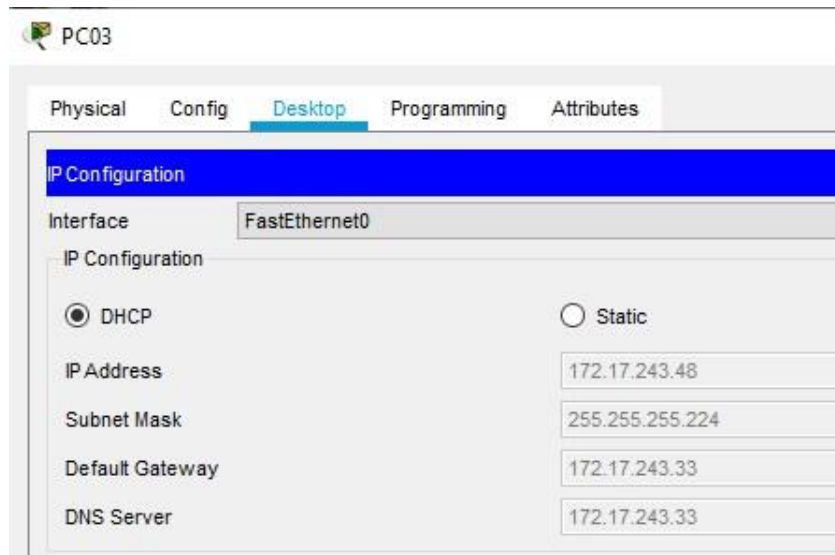 PC03
Physical Config Desktop Programming Attributes
IP Configuration
Interface FastEthernet0
IP Configuration
DHCP Static
IP Address 172.17.243.48
Subnet Mask 255.255.255.224
Default Gateway 172.17.243.33
DNS Server 172.17.243.33